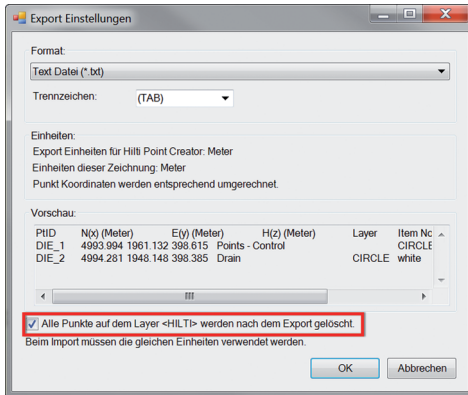 Export Einstellungen
Format:
Text Datei (*.txt)
Trennzeichen: (TAB)
Einheiten:
Export Einheiten für Hilti Point Creator: Meter
Einheiten dieser Zeichnung: Meter
Punkt Koordinaten werden entsprechend umgerechnet.
Vorschau:
PtID N(x) (Meter) E(y) (Meter) H(z) (Meter) Layer Item Nc
DIE_1 4993.994 1961.132 398.615 Points - Control CIRCLE
DIE_2 4994.281 1948.148 398.385 Drain CIRCLE white
Alle Punkte auf dem Layer <HILTI> werden nach dem Export gelöscht.
Beim Import müssen die gleichen Einheiten verwendet werden.
OK Abbrechen